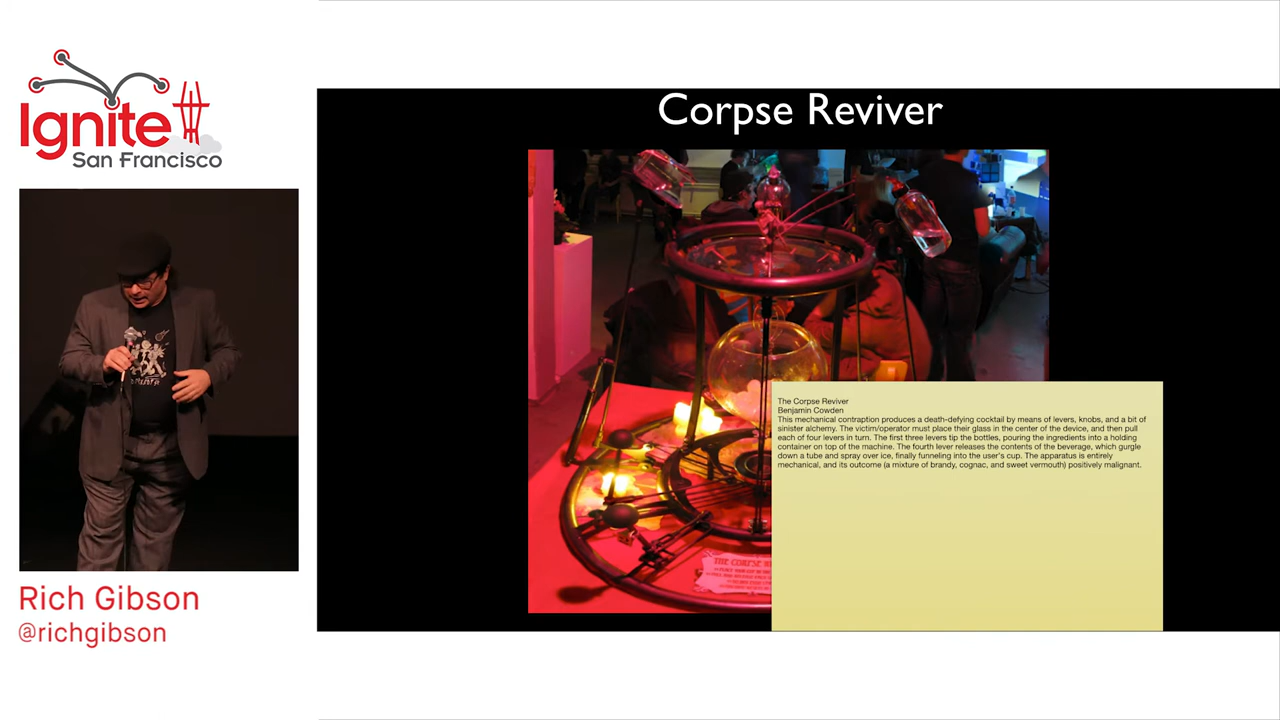 Ignite
San Francisco
Rich Gibson
@richgibson
Corpse Reviver
The Corpse Reviver
Benjamin Cowden
This mechanical contraption produces a death-defying cocktail by means of levers, knobs, and a bit of
sinister alchemy. The victim/operator must place their glass in the center of the device, and then pull
each of four levers in turn. The first three levers tip the bottles, pouring the ingredients into a holding
container on top of the machine. The fourth lever releases the contents of the beverage, which gurgle
down a tube and spray over ice, finally funneling into the user's cup. The apparatus is entirely
mechanical, and its outcome (a mixture of brandy, cognac, and sweet vermouth) positively malignant.
THE CORPSE